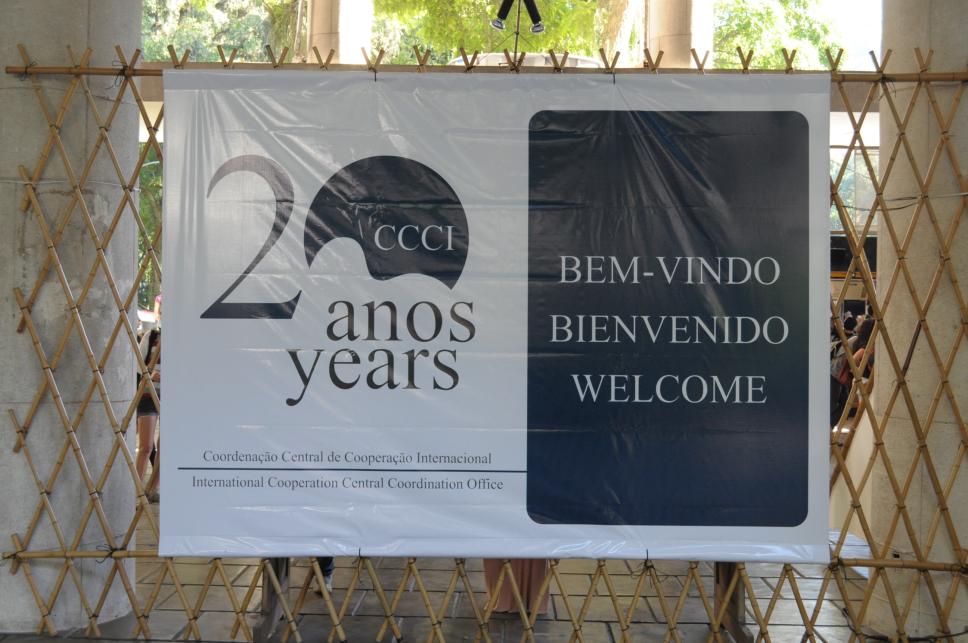 20
CCCI
anos
years
Coordenação Central de Cooperação Internacional
International Cooperation Central Coordination Office
BEM-VINDO
BIENVENIDO
WELCOME